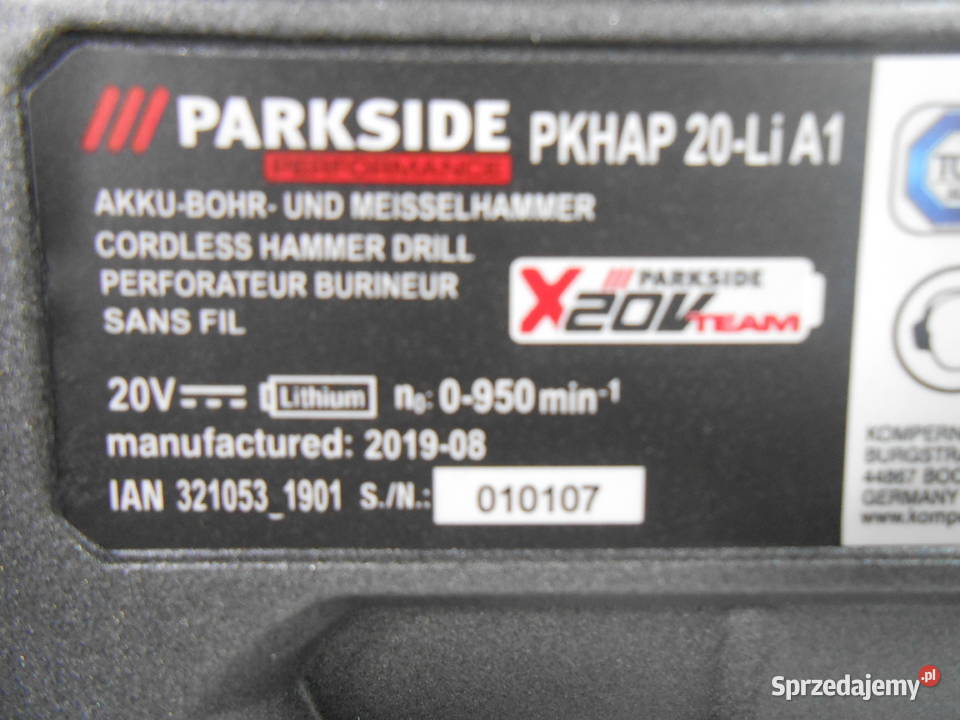 PARKSIDE PKHAP 20-Li A1
PERFORMANCE
AKKU-BOHR- UND MEISSELHAMMER
CORDLESS HAMMER DRILL
PERFORATEUR BURINEUR
SANS FIL
PARKSIDE
X20V TEAM
20V Lithium n₀: 0-950 min⁻¹
manufactured: 2019-08
IAN 321053_1901 S./N.: 010107
44867
GERMANY
Sprzedajemy.pl